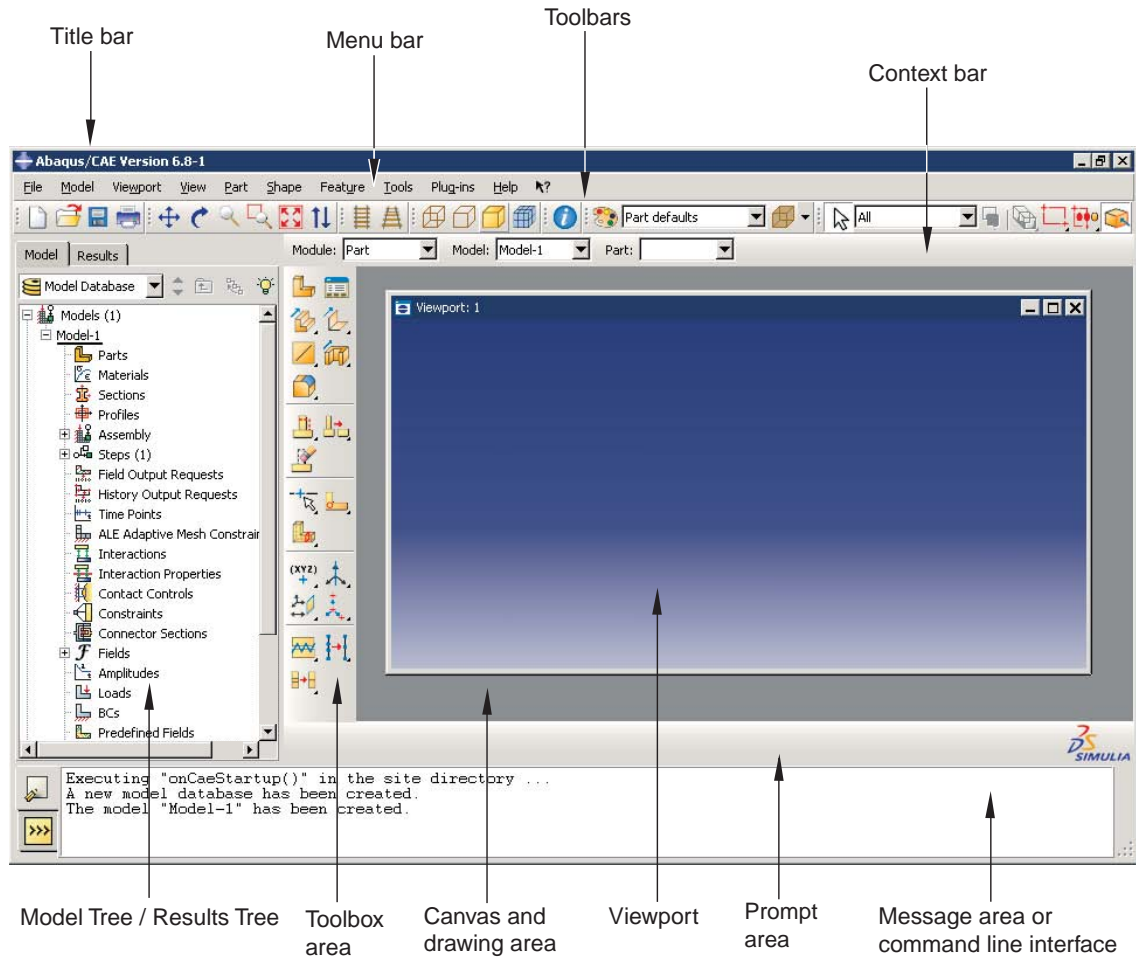 Toolbars
Title bar
Menu bar
Context bar
Abaqus/CAE Version 6.8-1
File Model Viewport View Part Shape Feature Tools Plug-ins Help ?
Part defaults
All
Model Results
Module: Part Model: Model-1 Part:
Model Database
Viewport: 1
Models (1)
Model-1
Parts
Materials
Sections
Profiles
Assembly
Steps (1)
Field Output Requests
History Output Requests
Time Points
ALE Adaptive Mesh Constrair
Interactions
Interaction Properties
Contact Controls
Constraints
Connector Sections
Fields
Amplitudes
Loads
BCs
Predefined Fields
(XYZ)
SIMULIA
Executing "onCaeStartup()" in the site directory ...
A new model database has been created.
The model "Model-1" has been created.
>>>
Model Tree / Results Tree
Toolbox
area
Canvas and
drawing area
Viewport
Prompt
area
Message area or
command line interface